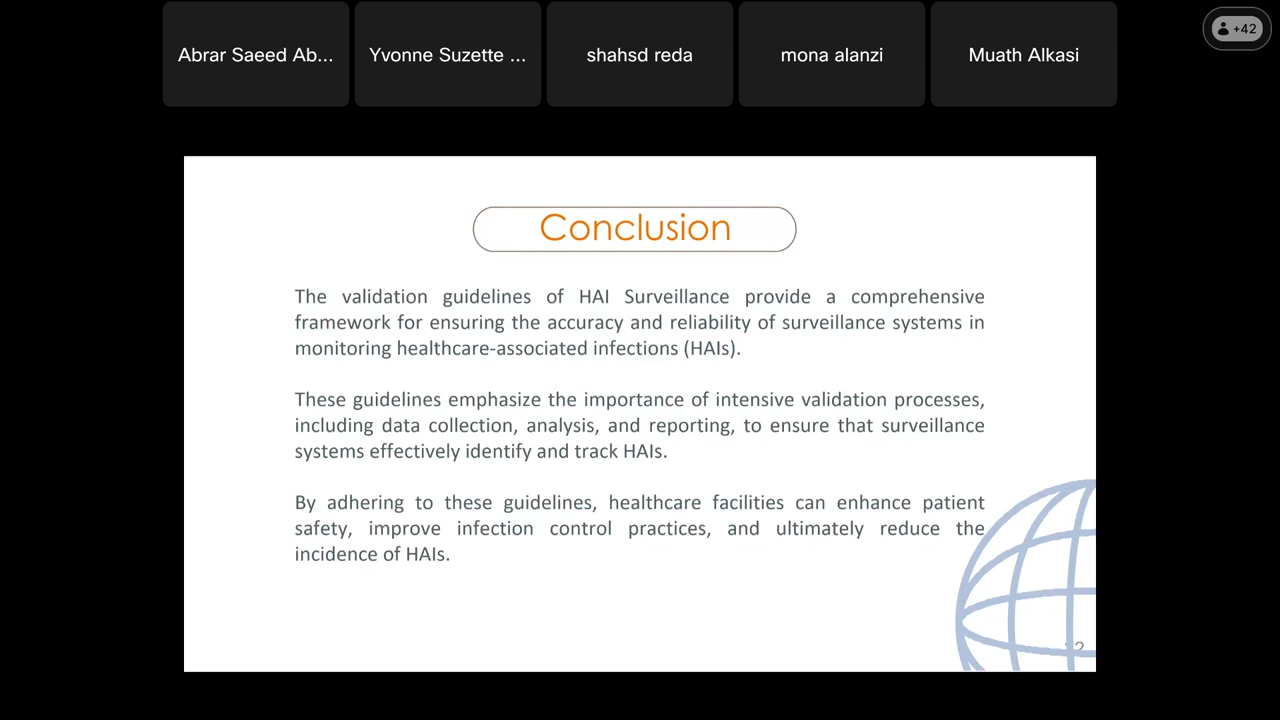 Abrar Saeed Ab...
Yvonne Suzette ...
shahsd reda
mona alanzi
Muath Alkasi
+42
Conclusion
The validation guidelines of HAI Surveillance provide a comprehensive
framework for ensuring the accuracy and reliability of surveillance systems in
monitoring healthcare-associated infections (HAIs).
These guidelines emphasize the importance of intensive validation processes,
including data collection, analysis, and reporting, to ensure that surveillance
systems effectively identify and track HAIs.
By adhering to these guidelines, healthcare facilities can enhance patient
safety, improve infection control practices, and ultimately reduce the
incidence of HAIs.